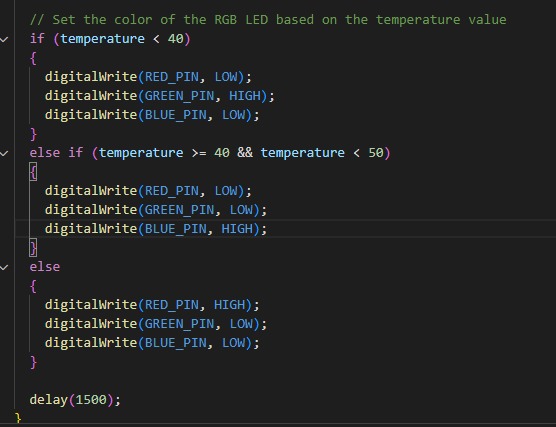 // Set the color of the RGB LED based on the temperature value
if (temperature < 40)
{
digitalWrite(RED_PIN, LOW);
digitalWrite(GREEN_PIN, HIGH);
digitalWrite(BLUE_PIN, LOW);
}
else if (temperature >= 40 && temperature < 50)
{
digitalWrite(RED_PIN, LOW);
digitalWrite(GREEN_PIN, LOW);
digitalWrite(BLUE_PIN, HIGH);
}
else
{
digitalWrite(RED_PIN, HIGH);
digitalWrite(GREEN_PIN, LOW);
digitalWrite(BLUE_PIN, LOW);
}
delay(1500);
}